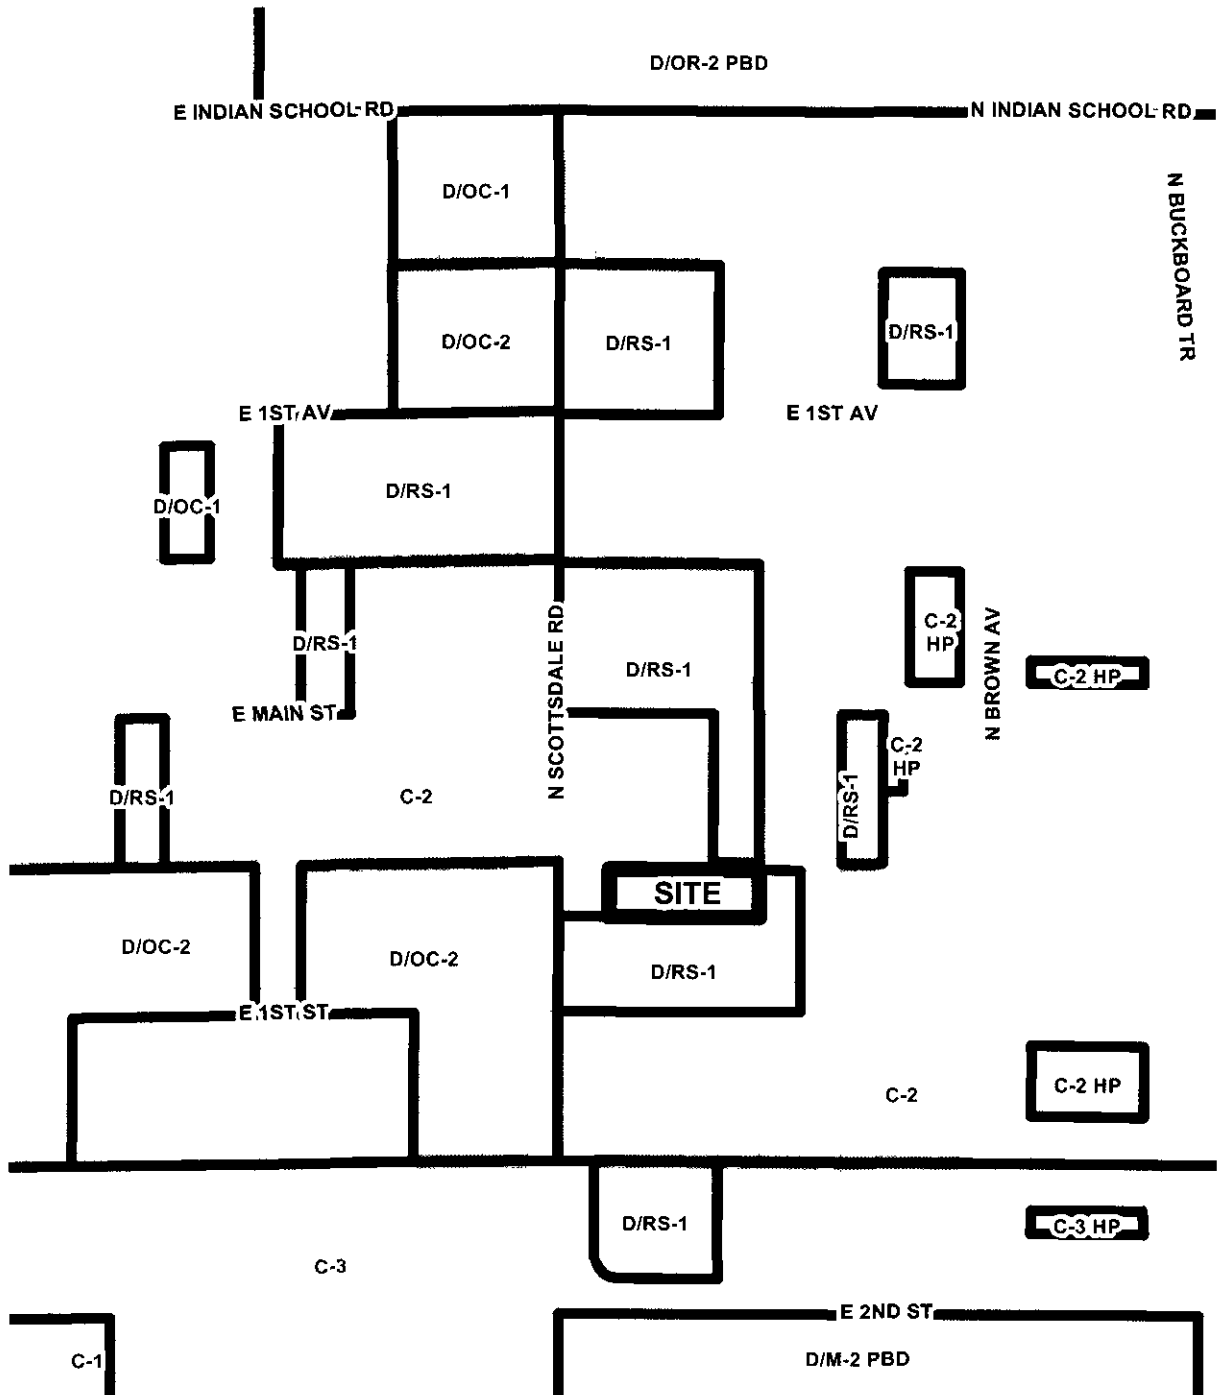 D/OR-2 PBD
E INDIAN SCHOOL RD
N INDIAN SCHOOL RD
D/OC-1
N BUCKBOARD TR
D/OC-2
D/RS-1
D/RS-1
E 1ST AV
E 1ST AV
D/RS-1
D/OC-1
D/RS-1
N SCOTTSDALE RD
D/RS-1
C-2
HP
N BROWN AV
C-2 HP
E MAIN ST
C-2
HP
D/RS-1
C-2
D/RS-1
SITE
D/OC-2
D/OC-2
D/RS-1
E 1ST ST
C-2
C-2 HP
D/RS-1
C-3 HP
C-3
E 2ND ST
C-1
D/M-2 PBD